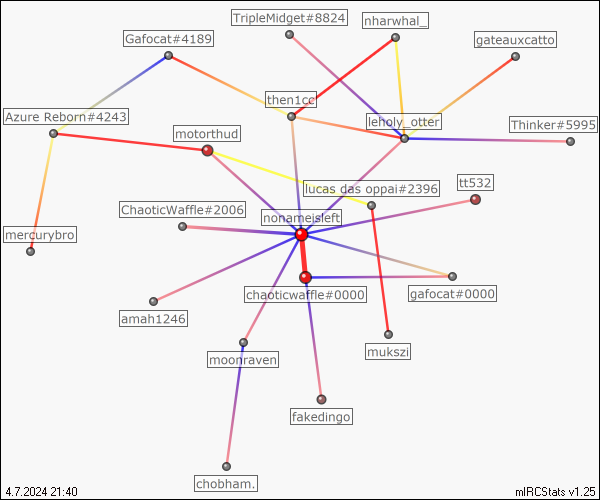 TripleMidget#8824
nharwhal_
Gafocat#4189
gateauxcatto
then1cc
Azure Reborn#4243
leholy_otter
Thinker#5995
motorthud
lucas das oppai#2396
tt532
ChaoticWaffle#2006
nonameisleft
mercurybro
chaoticwaffle#0000
gafocat#0000
amah1246
mukszi
moonraven
fakedingo
chobham.
4.7.2024 21:40
mIRCStats v1.25